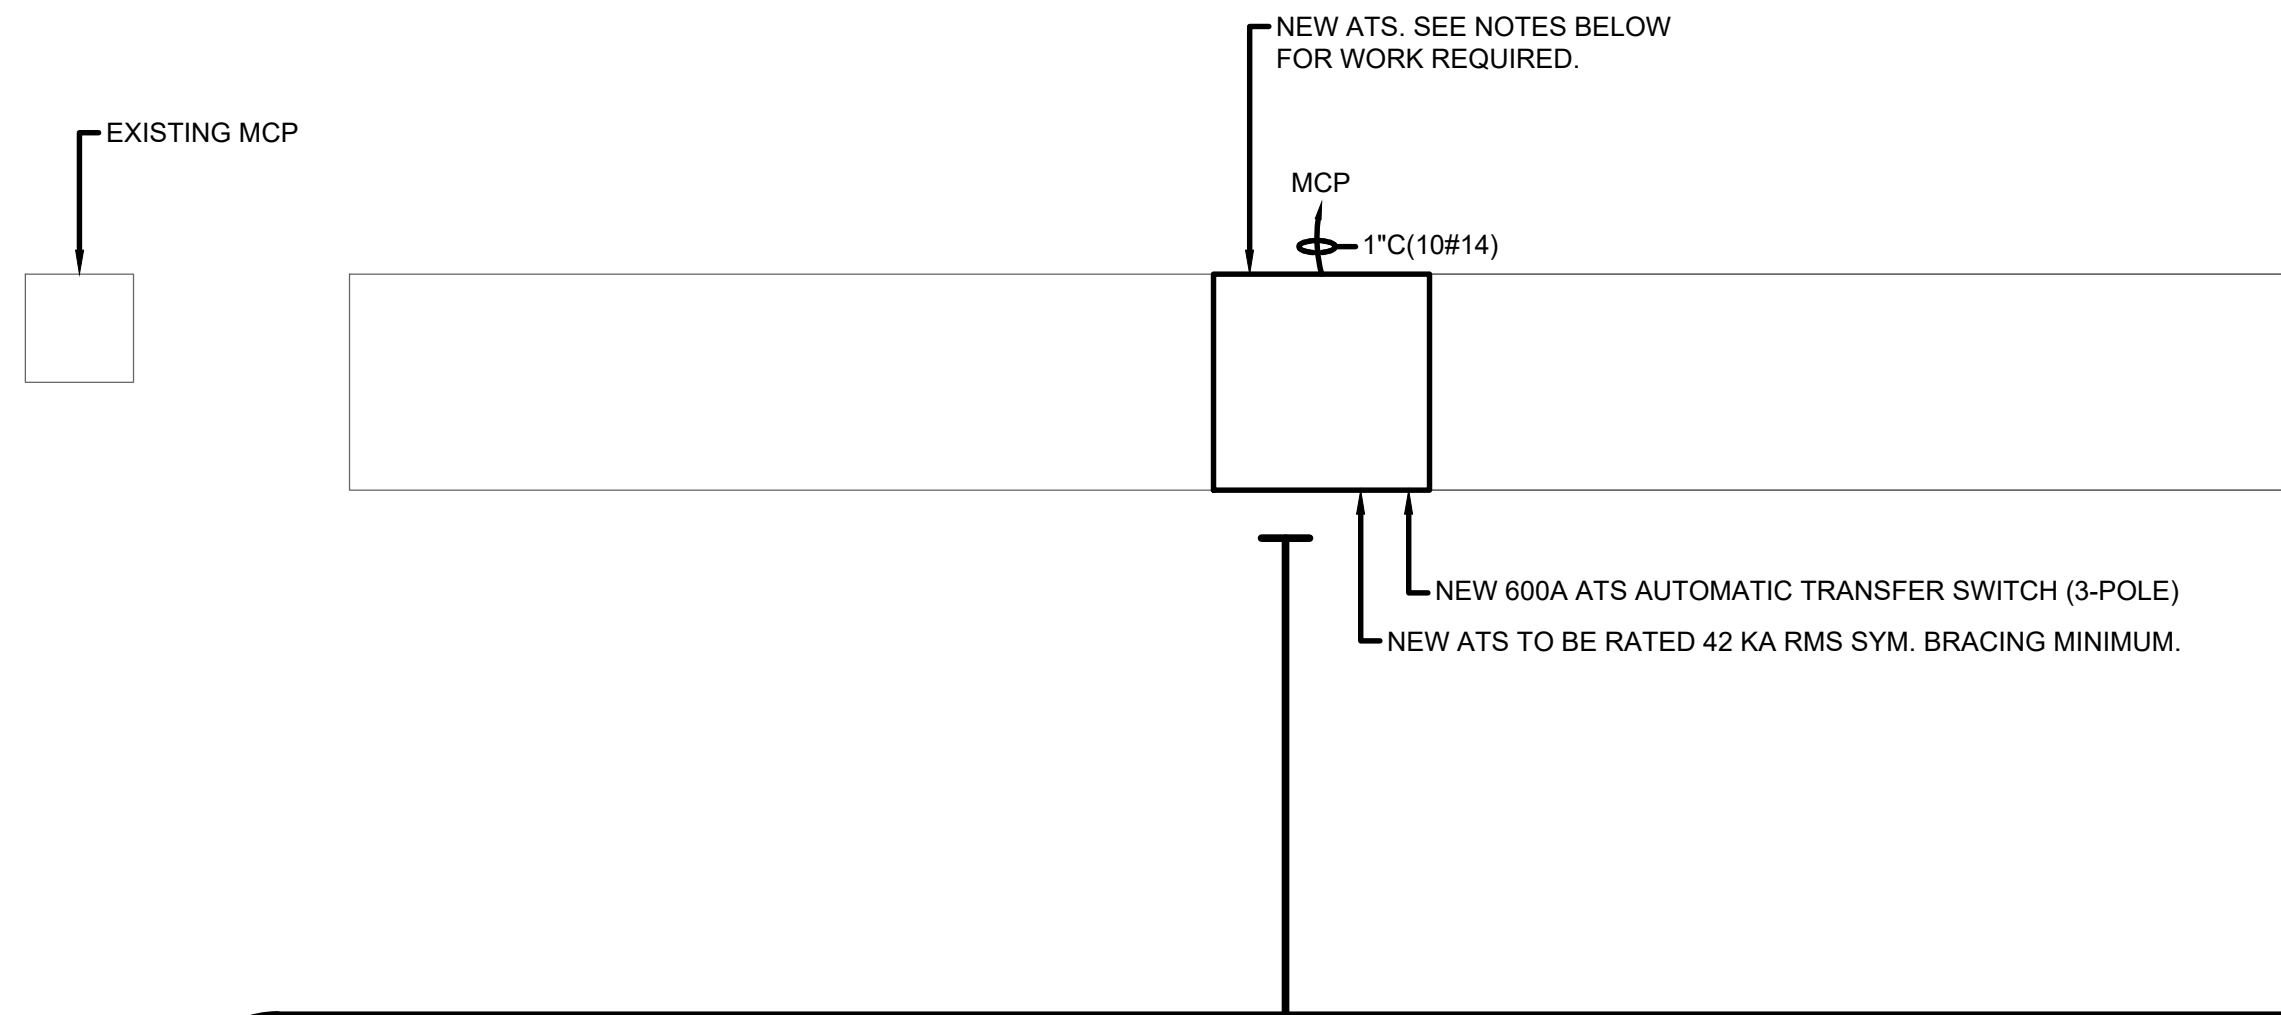 NEW ATS. SEE NOTES BELOW
FOR WORK REQUIRED.
EXISTING MCP
MCP
1"C(10#14)
NEW 600A ATS AUTOMATIC TRANSFER SWITCH (3-POLE)
NEW ATS TO BE RATED 42 KA RMS SYM. BRACING MINIMUM.